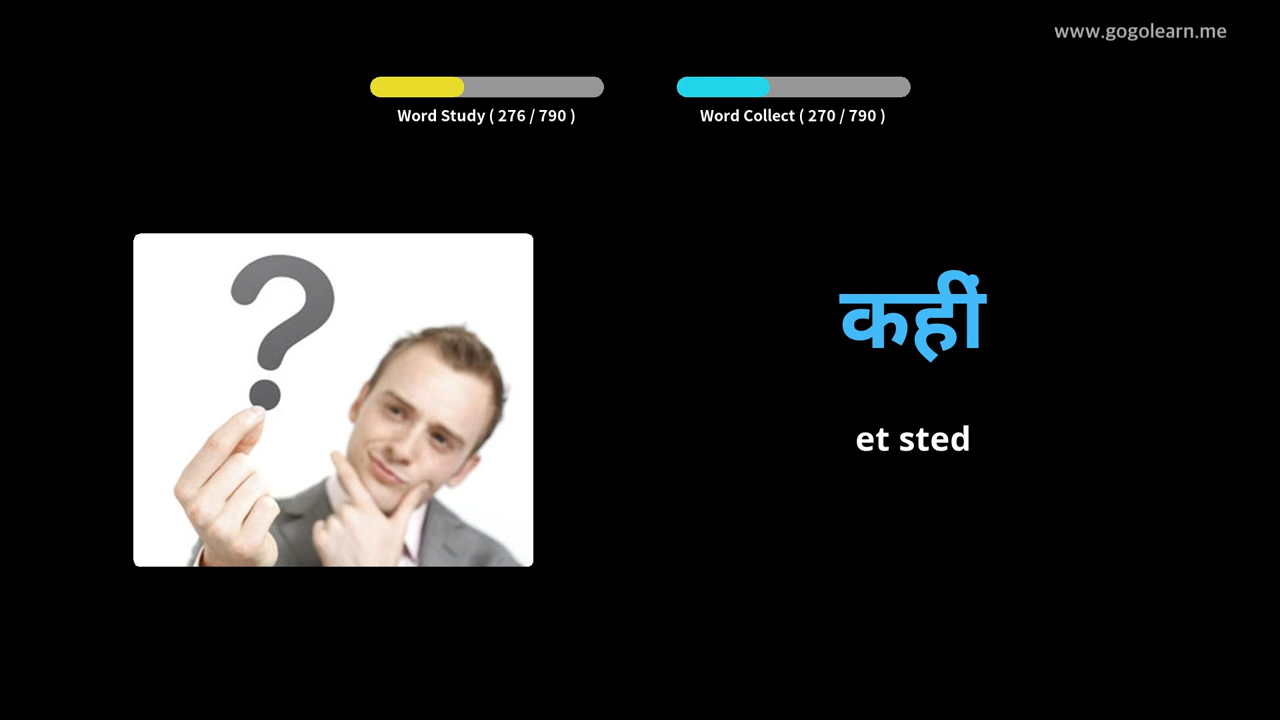 www.gogolearn.me
Word Study ( 276 / 790 )
Word Collect ( 270 / 790 )
कहीं
et sted